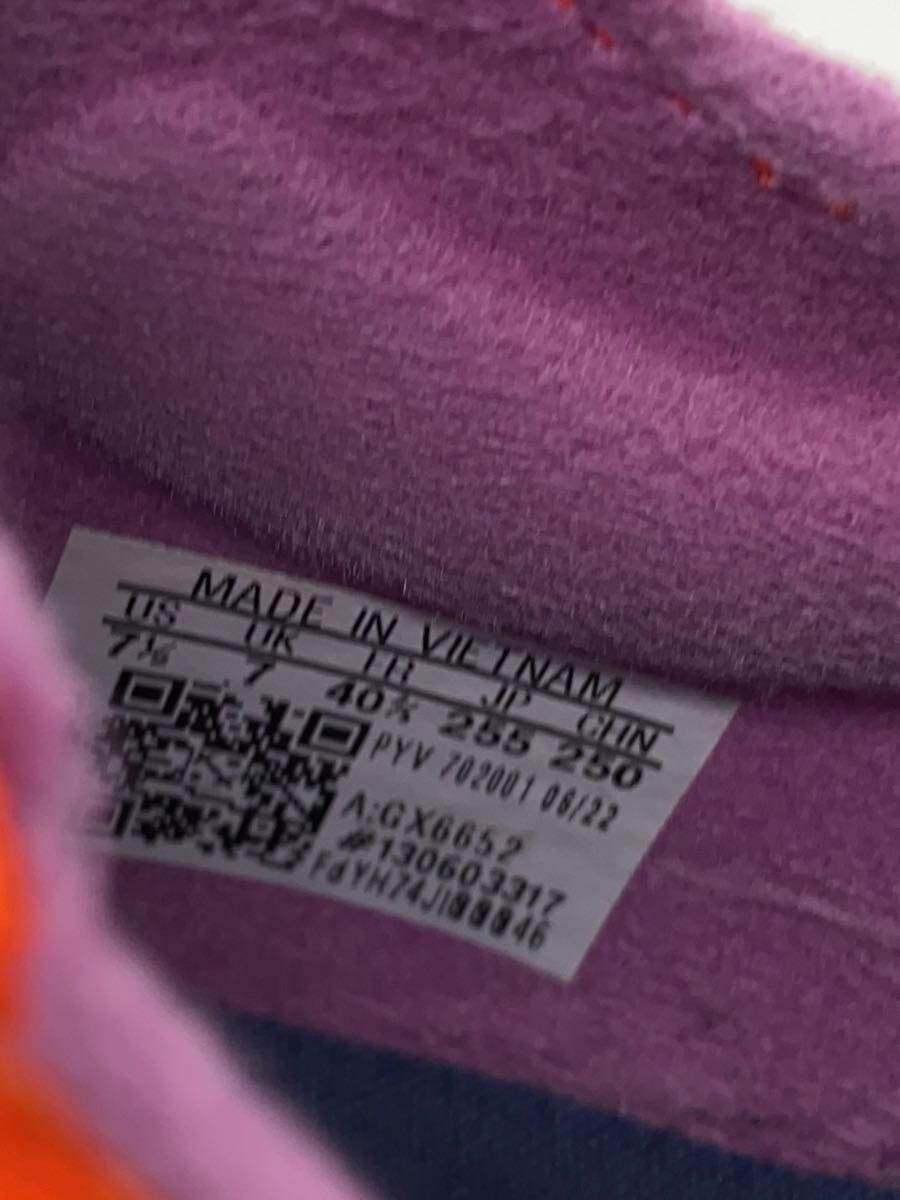 MADE IN VIETNAM
US UK FR JP CHN
7½ 7 40⅔ 255 250
PYV 702001 06/22
A:GX6652
#130603317